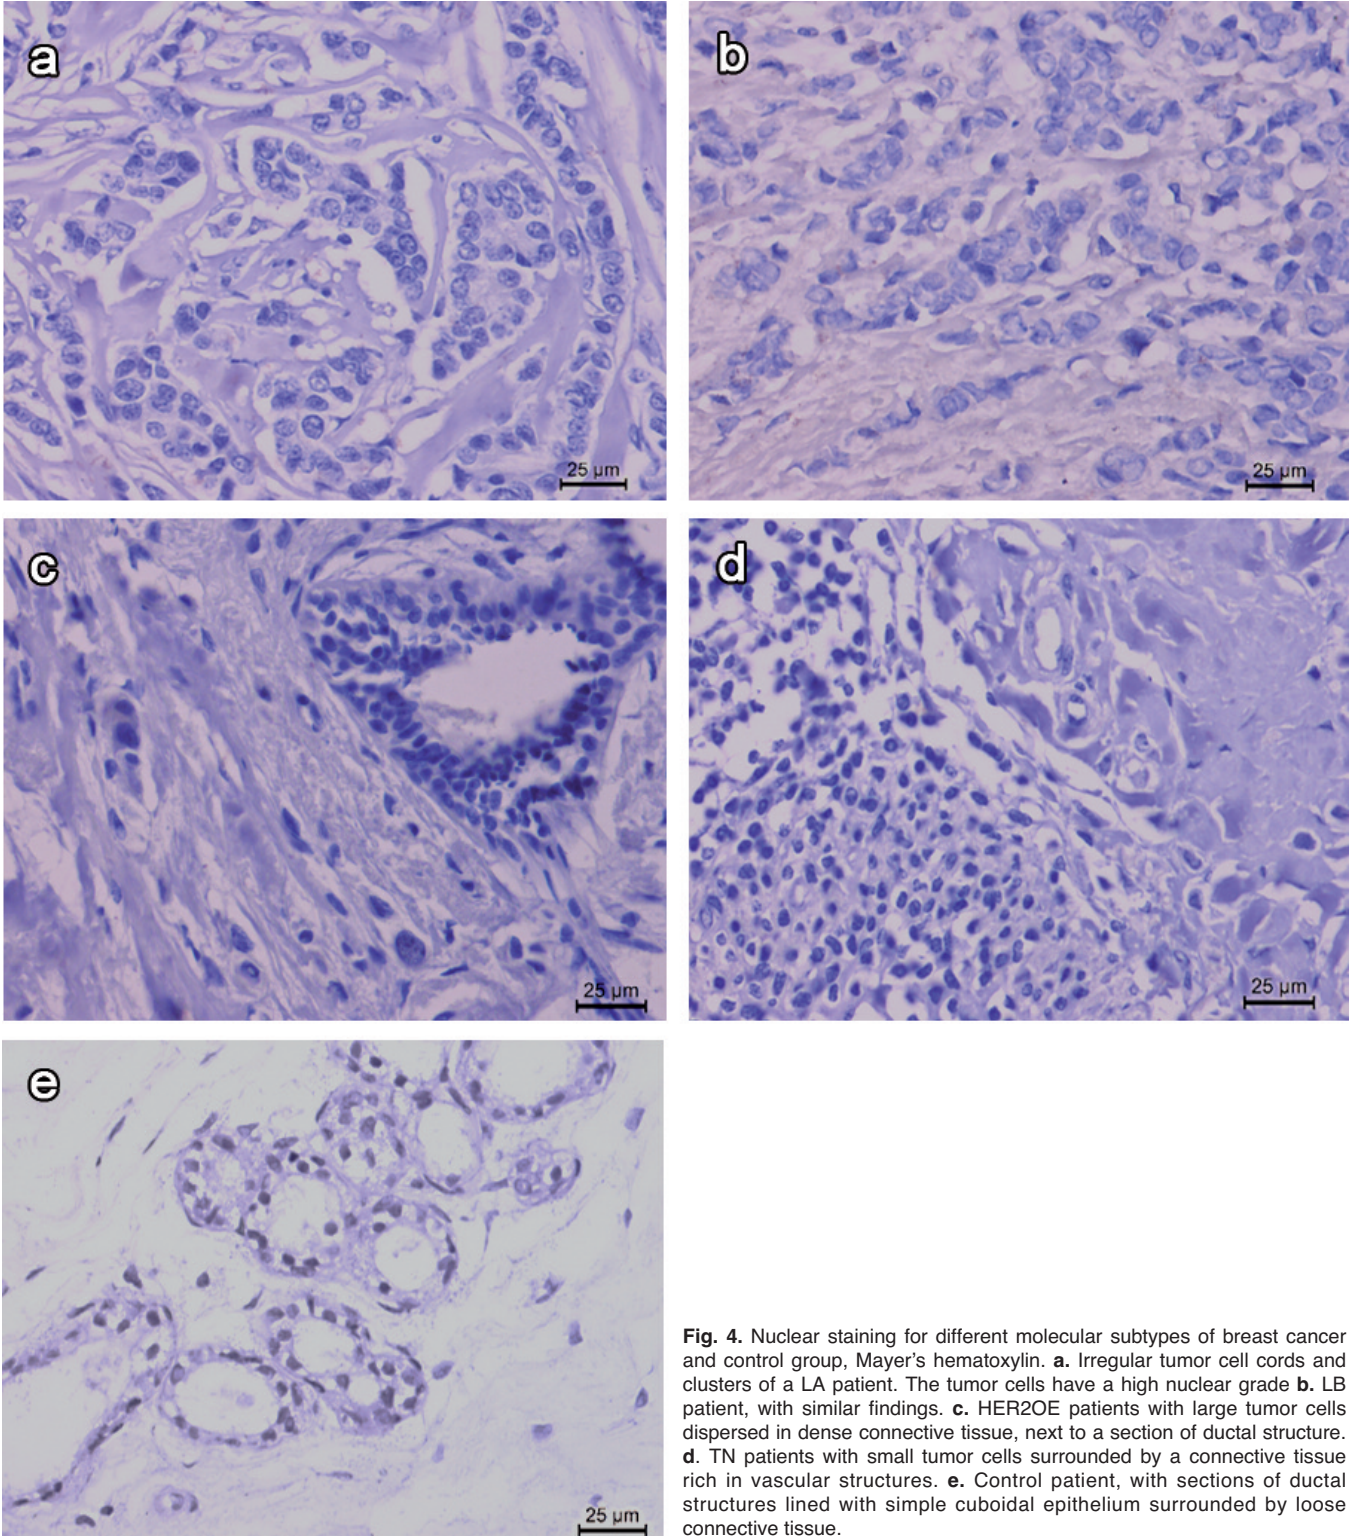 a
b
25 µm
25 µm
c
d
25 µm
25 µm
e
25 µm
Fig. 4. Nuclear staining for different molecular subtypes of breast cancer
and control group, Mayer's hematoxylin. a. Irregular tumor cell cords and
clusters of a LA patient. The tumor cells have a high nuclear grade b. LB
patient, with similar findings. c. HER2OE patients with large tumor cells
dispersed in dense connective tissue, next to a section of ductal structure.
d. TN patients with small tumor cells surrounded by a connective tissue
rich in vascular structures. e. Control patient, with sections of ductal
structures lined with simple cuboidal epithelium surrounded by loose
connective tissue.